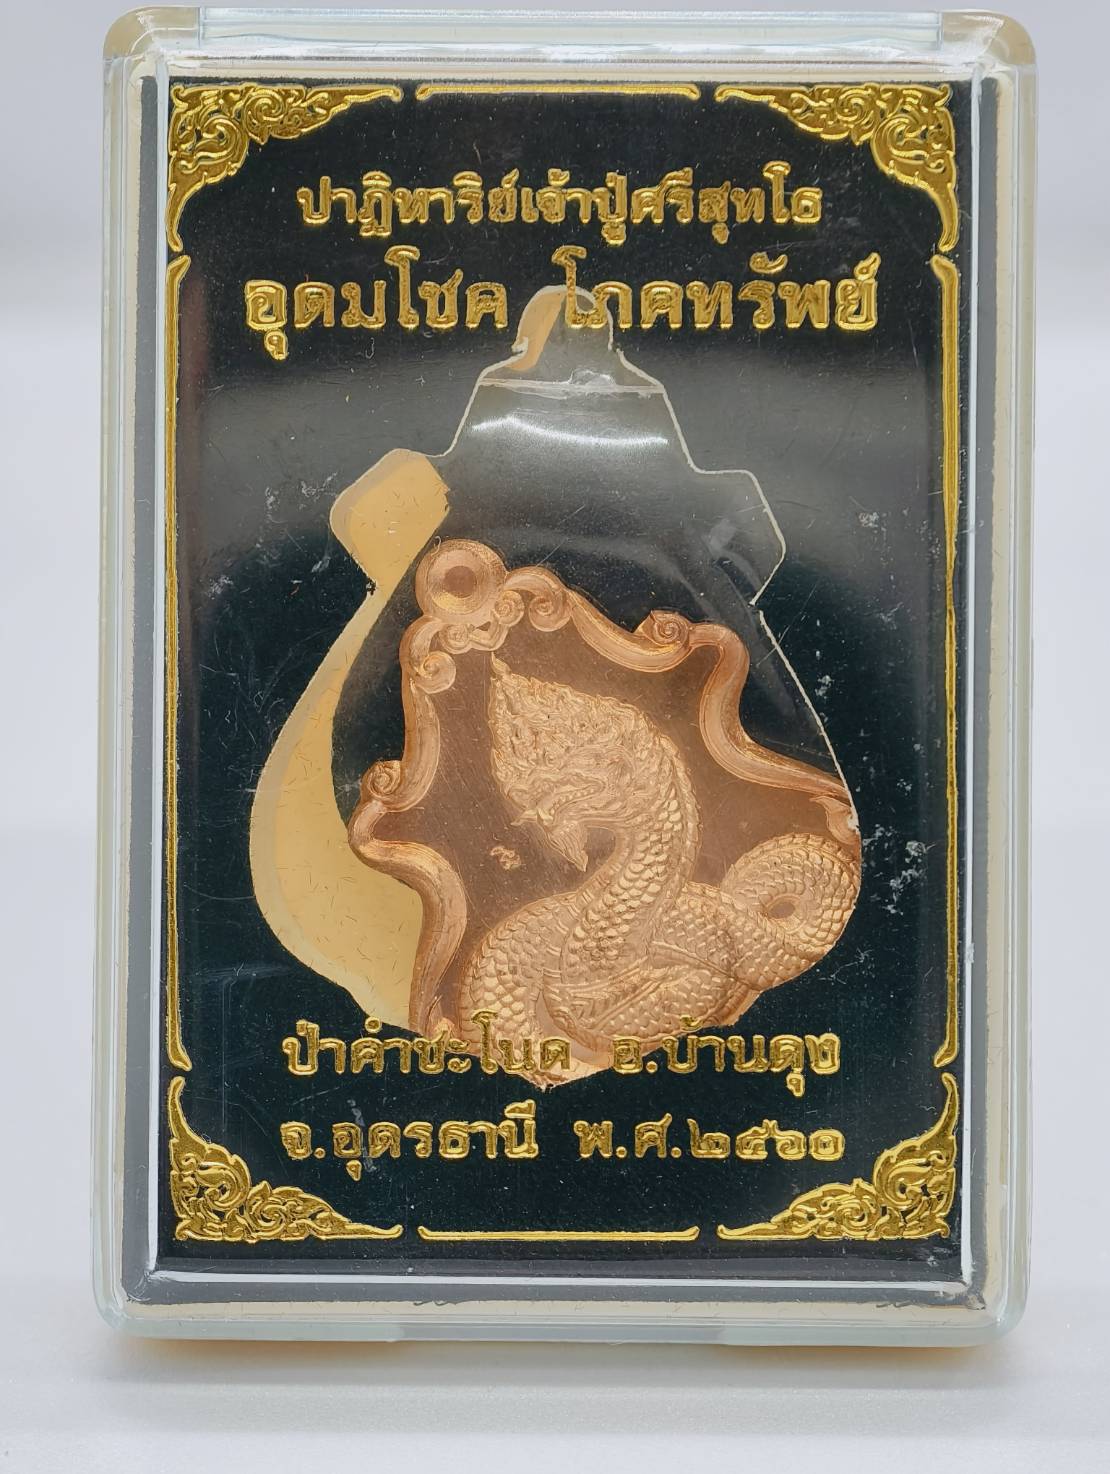 ปาฏิหาริย์เจ้าปู่ศรีสุทโธ
อุดมโชค โภคทรัพย์
ป่าคำชะโนด อ.บ้านดุง
จ.อุดรธานี พ.ศ.๒๕๖๐